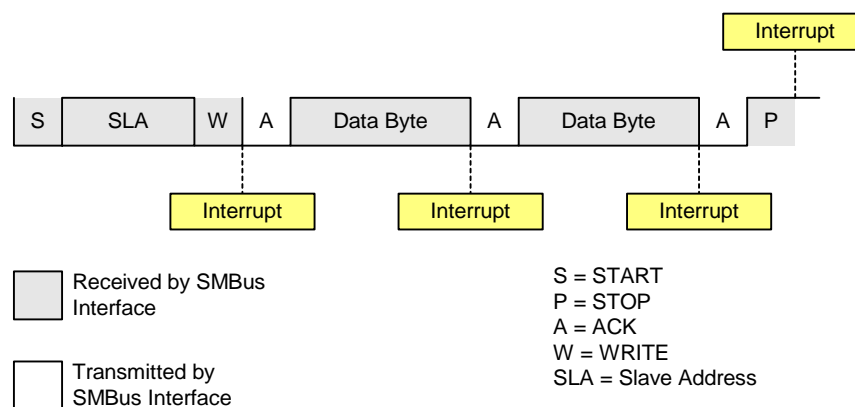 Interrupt
S SLA W A Data Byte A Data Byte A P
Interrupt Interrupt Interrupt
Received by SMBus
Interface
Transmitted by
SMBus Interface
S = START
P = STOP
A = ACK
W = WRITE
SLA = Slave Address